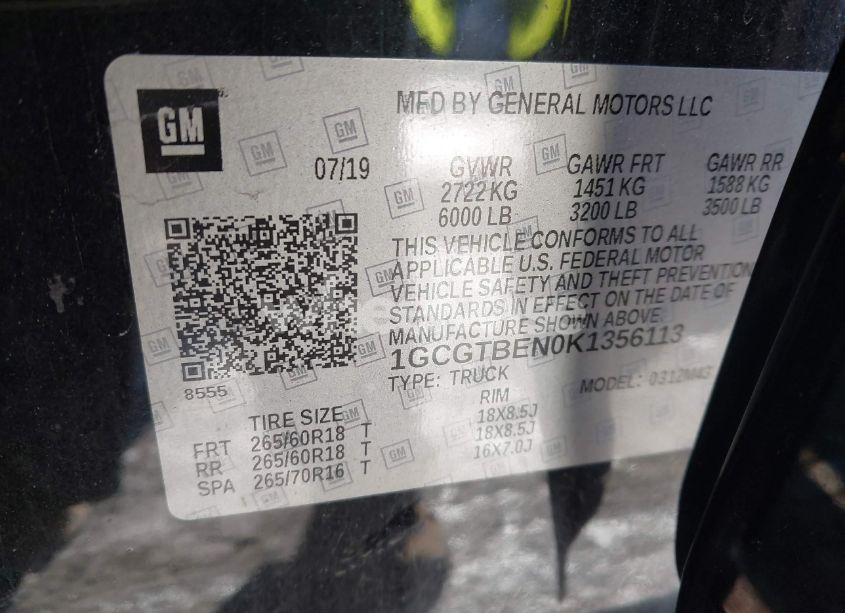 GM
MFD BY GENERAL MOTORS LLC
07/19
GVWR GAWR FRT GAWR RR
2722 KG 1451 KG 1588 KG
6000 LB 3200 LB 3500 LB
THIS VEHICLE CONFORMS TO ALL
APPLICABLE U.S. FEDERAL MOTOR
VEHICLE SAFETY AND THEFT PREVENTION
STANDARDS IN EFFECT ON THE DATE OF
MANUFACTURE SHOWN ABOVE.
1GCGTBEN0K1356113
8555
TYPE: TRUCK MODEL: 0312M43
TIRE SIZE RIM
FRT 265/60R18 T 18X8.5J
RR 265/60R18 T 18X8.5J
SPA 265/70R16 T 16X7.0J